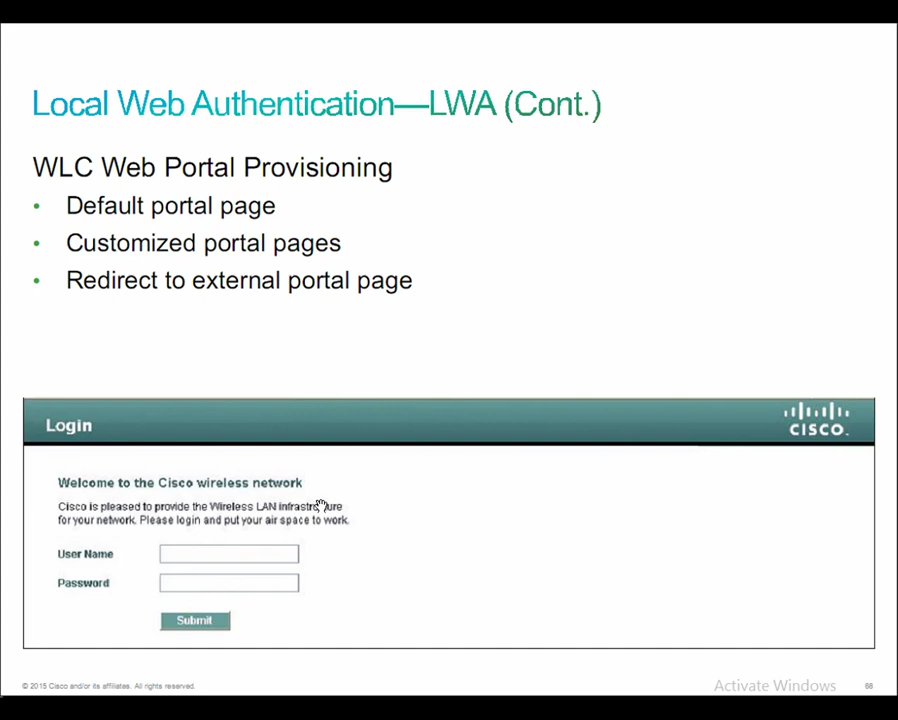 Local Web Authentication—LWA (Cont.)
WLC Web Portal Provisioning
• Default portal page
• Customized portal pages
• Redirect to external portal page
Login
CISCO.
Welcome to the Cisco wireless network
Cisco is pleased to provide the Wireless LAN infrastructure
for your network. Please login and put your air space to work.
User Name
Password
Submit
© 2015 Cisco and/or its affiliates. All rights reserved.
Activate Windows
68